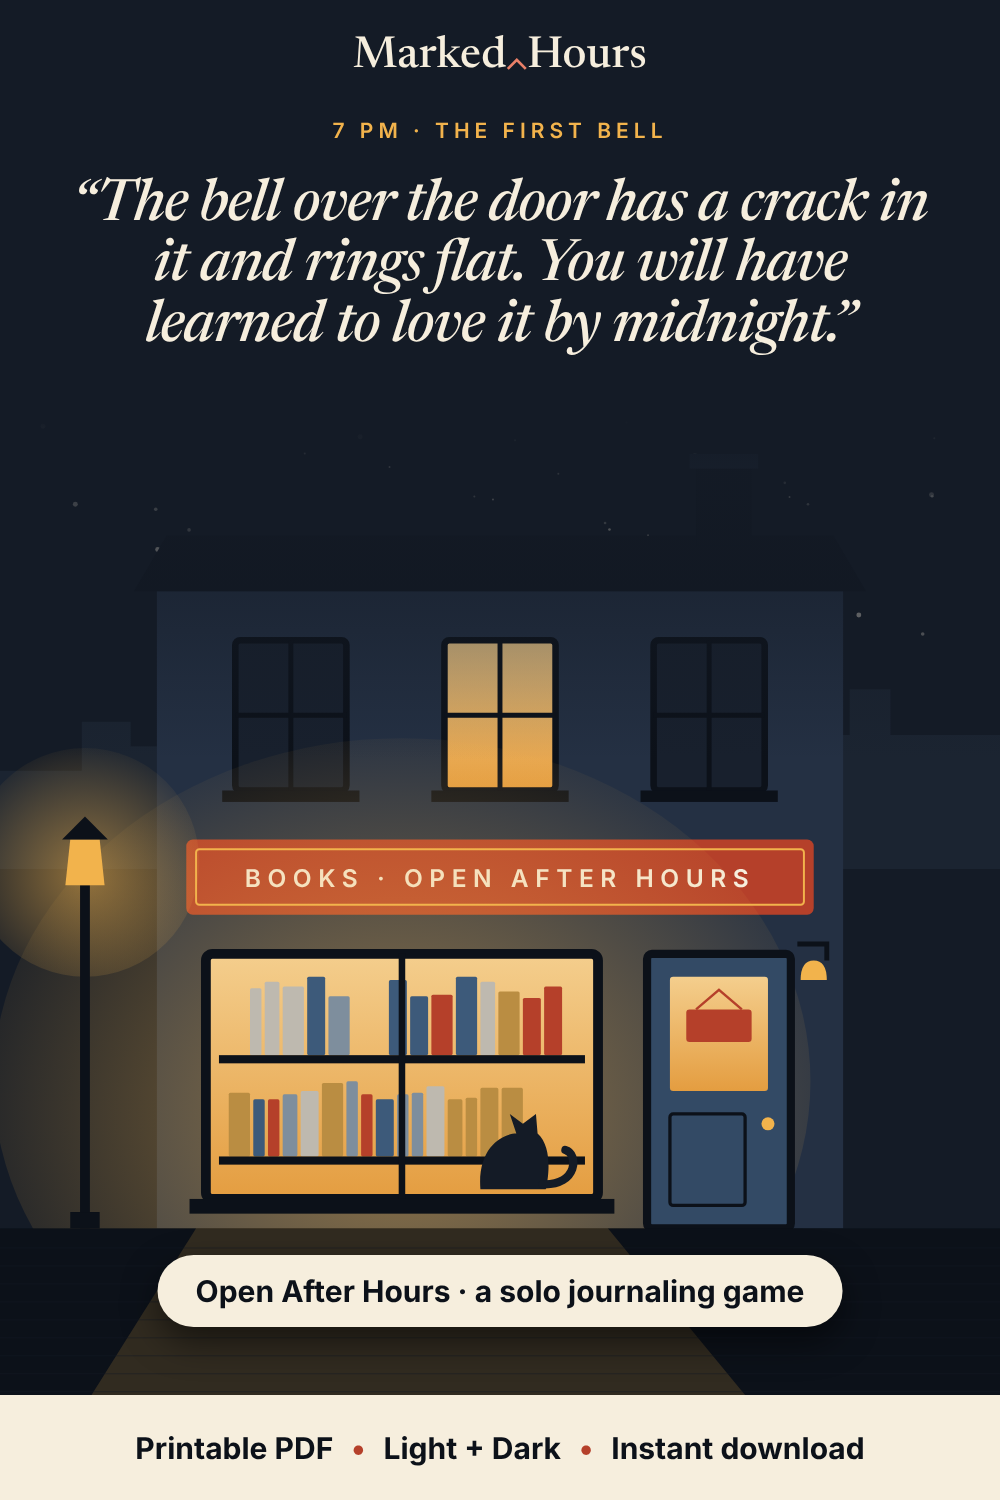 Marked‸Hours
7 PM · THE FIRST BELL
“The bell over the door has a crack in
it and rings flat. You will have
learned to love it by midnight.”
BOOKS · OPEN AFTER HOURS
Open After Hours · a solo journaling game
Printable PDF • Light + Dark • Instant download